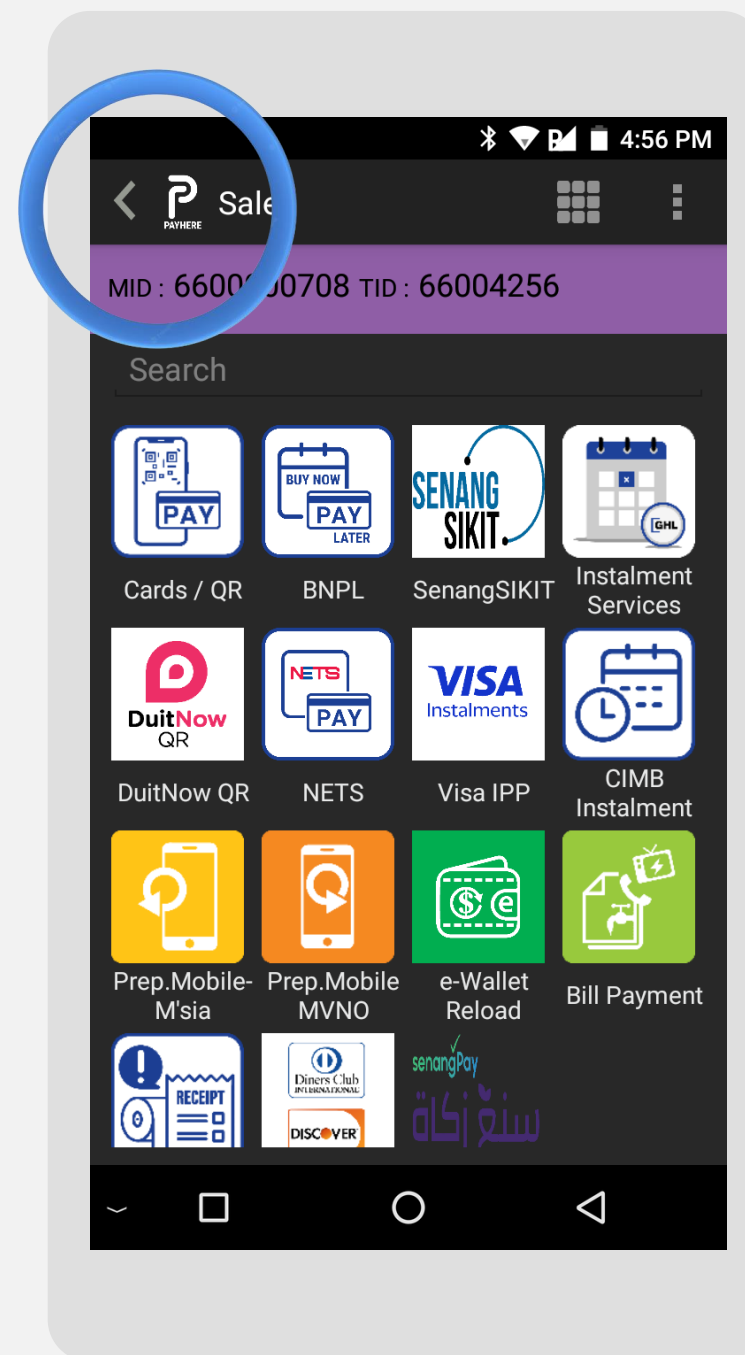 4:56 PM
PAYHERE
Sale
MID : 6600000708 TID : 66004256
Search
PAY
BUY NOW
PAY
LATER
SENANG
SIKIT
GHL
Cards / QR
BNPL
SenangSIKIT
Instalment
Services
DuitNow
QR
NETS
PAY
VISA
Instalments
DuitNow QR
NETS
Visa IPP
CIMB
Instalment
$ e
Prep.Mobile-
M'sia
Prep.Mobile
MVNO
e-Wallet
Reload
Bill Payment
RECEIPT
Diners Club
INTERNATIONAL
DISCOVER
senangPay
سنڠ زكاة